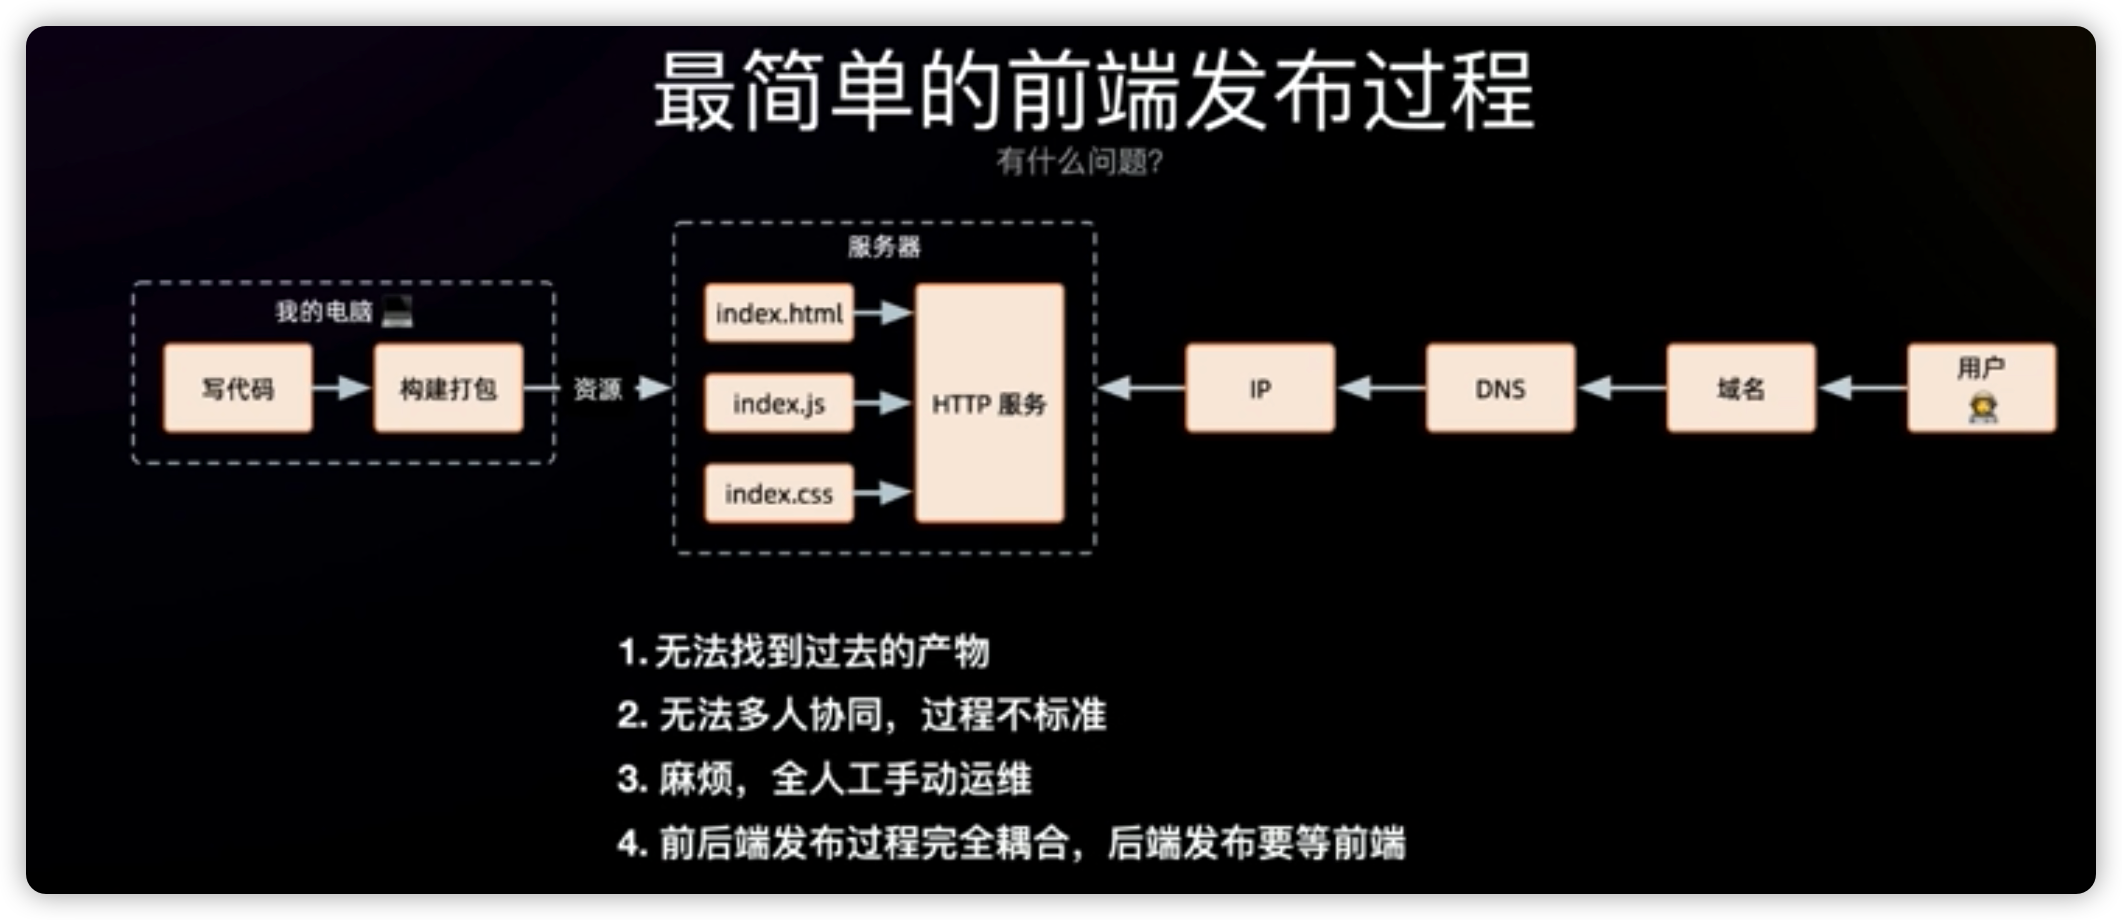 最简单的前端发布过程
有什么问题?
服务器
我的电脑
写代码
构建打包
资源
index.html
index.js
index.css
HTTP 服务
IP
DNS
域名
用户
1. 无法找到过去的产物
2. 无法多人协同，过程不标准
3. 麻烦，全人工手动运维
4. 前后端发布过程完全耦合，后端发布要等前端